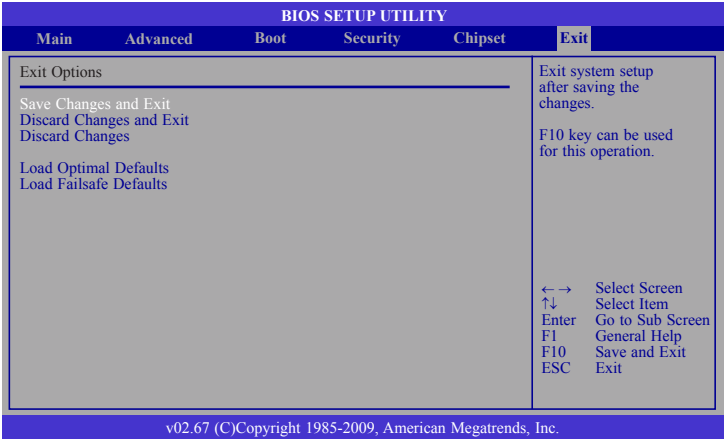 BIOS SETUP UTILITY
Main Advanced Boot Security Chipset Exit
Exit Options
Save Changes and Exit
Discard Changes and Exit
Discard Changes
Load Optimal Defaults
Load Failsafe Defaults
Exit system setup
after saving the
changes.
F10 key can be used
for this operation.
←→ Select Screen
↑↓ Select Item
Enter Go to Sub Screen
F1 General Help
F10 Save and Exit
ESC Exit
v02.67 (C)Copyright 1985-2009, American Megatrends, Inc.